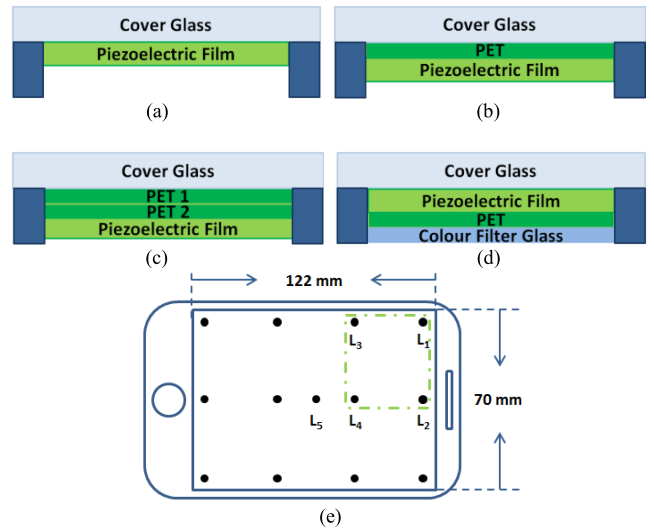 Cover Glass
Piezoelectric Film
(a)
Cover Glass
PET
Piezoelectric Film
(b)
Cover Glass
PET 1
PET 2
Piezoelectric Film
(c)
Cover Glass
Piezoelectric Film
PET
Colour Filter Glass
(d)
122 mm
L3 L1
70 mm
L5 L4 L2
(e)